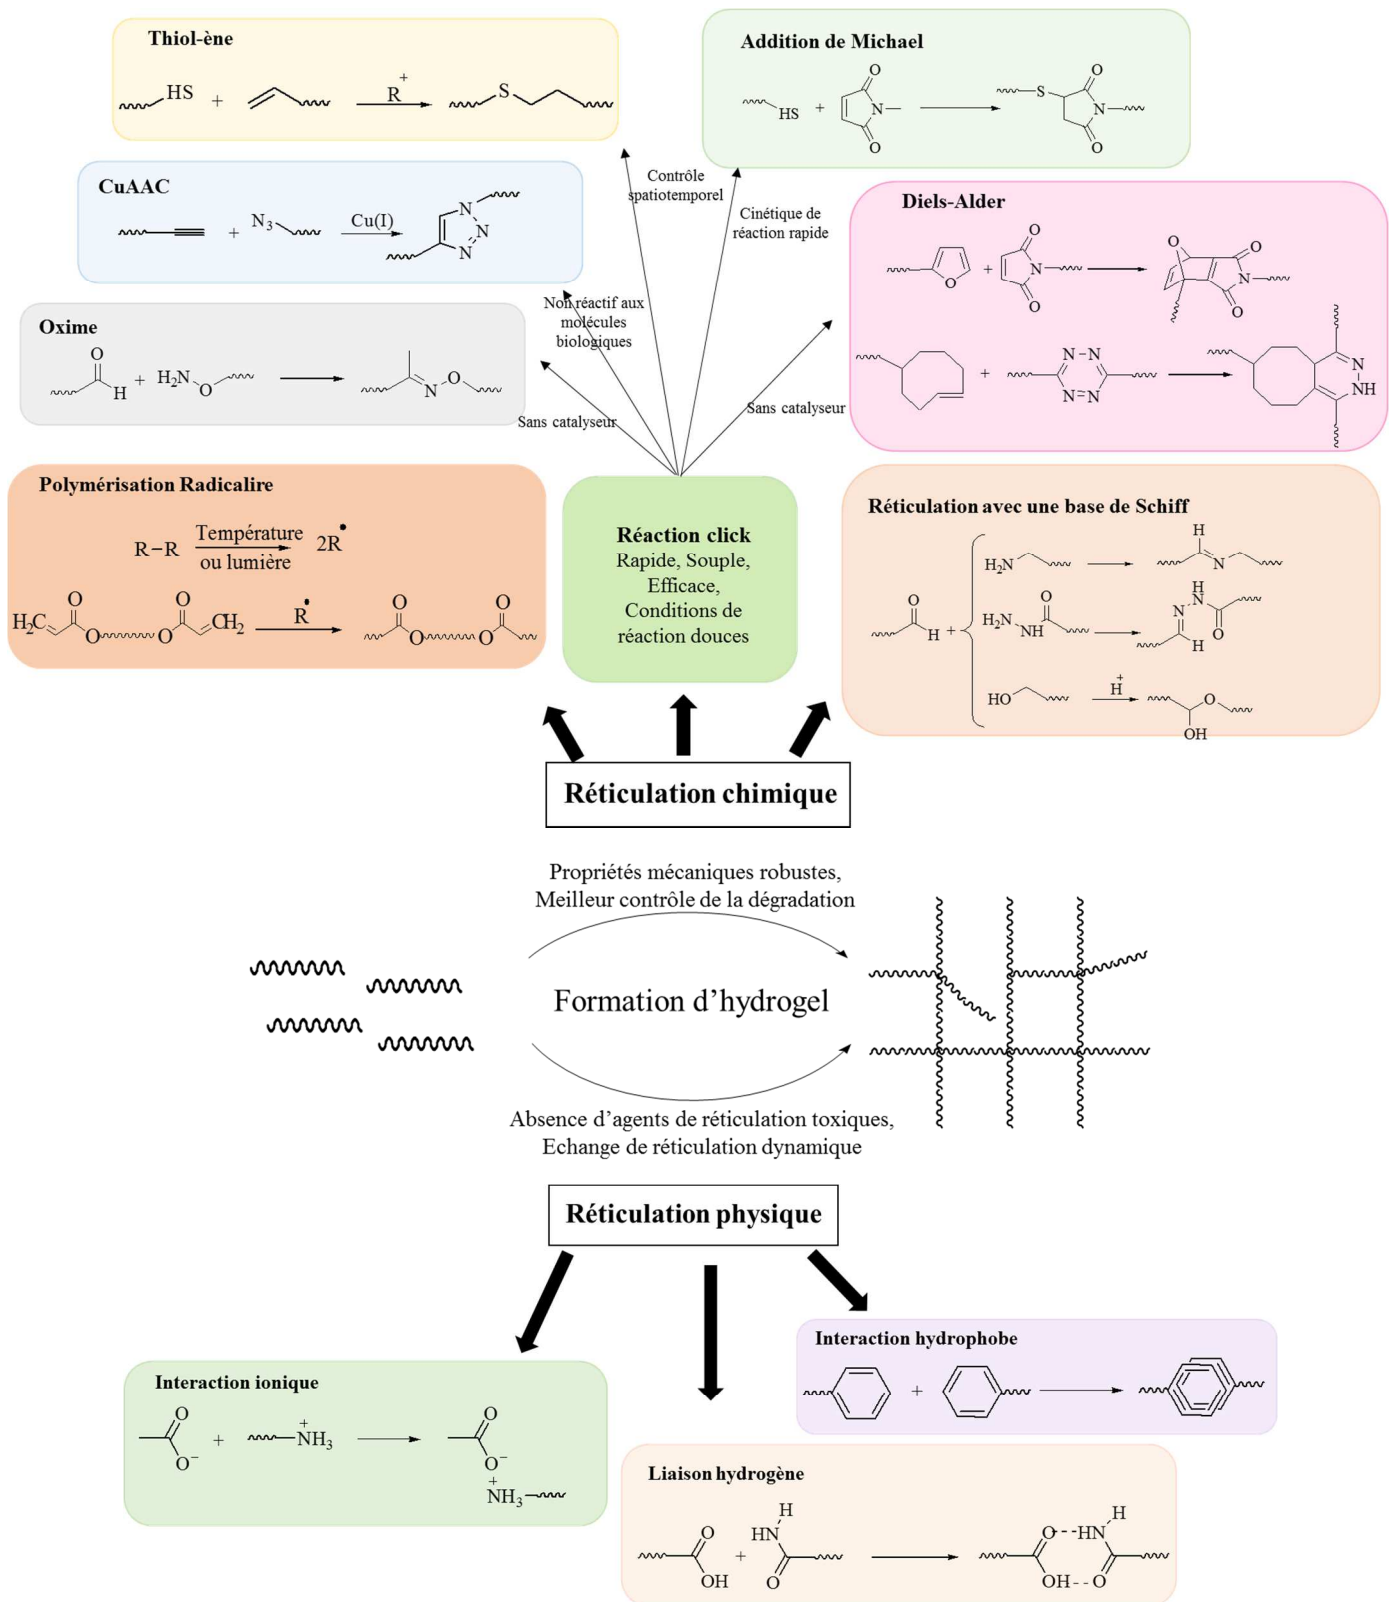 Thiol-ène
HS + R+ S
Addition de Michael
HS + O N O S O N O
CuAAC
+ N3 Cu(I) N N N
Contrôle
spatiotemporel
Cinétique de
réaction rapide
Diels-Alder
O + O N O O O N O
Oxime
O H + H2N O N O
Non réactif aux
molécules
biologiques
Sans catalyseur
Sans catalyseur
+ N N N=N N NH
Polymérisation Radicalire
R-R Température ou lumière 2R•
H2C O O O O CH2 R• O O O O
Réaction click
Rapide, Souple,
Efficace,
Conditions de
réaction douces
Réticulation avec une base de Schiff
O H +
H2N H N
H2N NH O H N NH O
HO H+ O OH
Réticulation chimique
Propriétés mécaniques robustes,
Meilleur contrôle de la dégradation
Formation d’hydrogel
Absence d’agents de réticulation toxiques,
Echange de réticulation dynamique
Réticulation physique
Interaction ionique
O O− + +NH3 O O− +NH3
Interaction hydrophobe
+
Liaison hydrogène
O OH + H HN O O HN H OH O